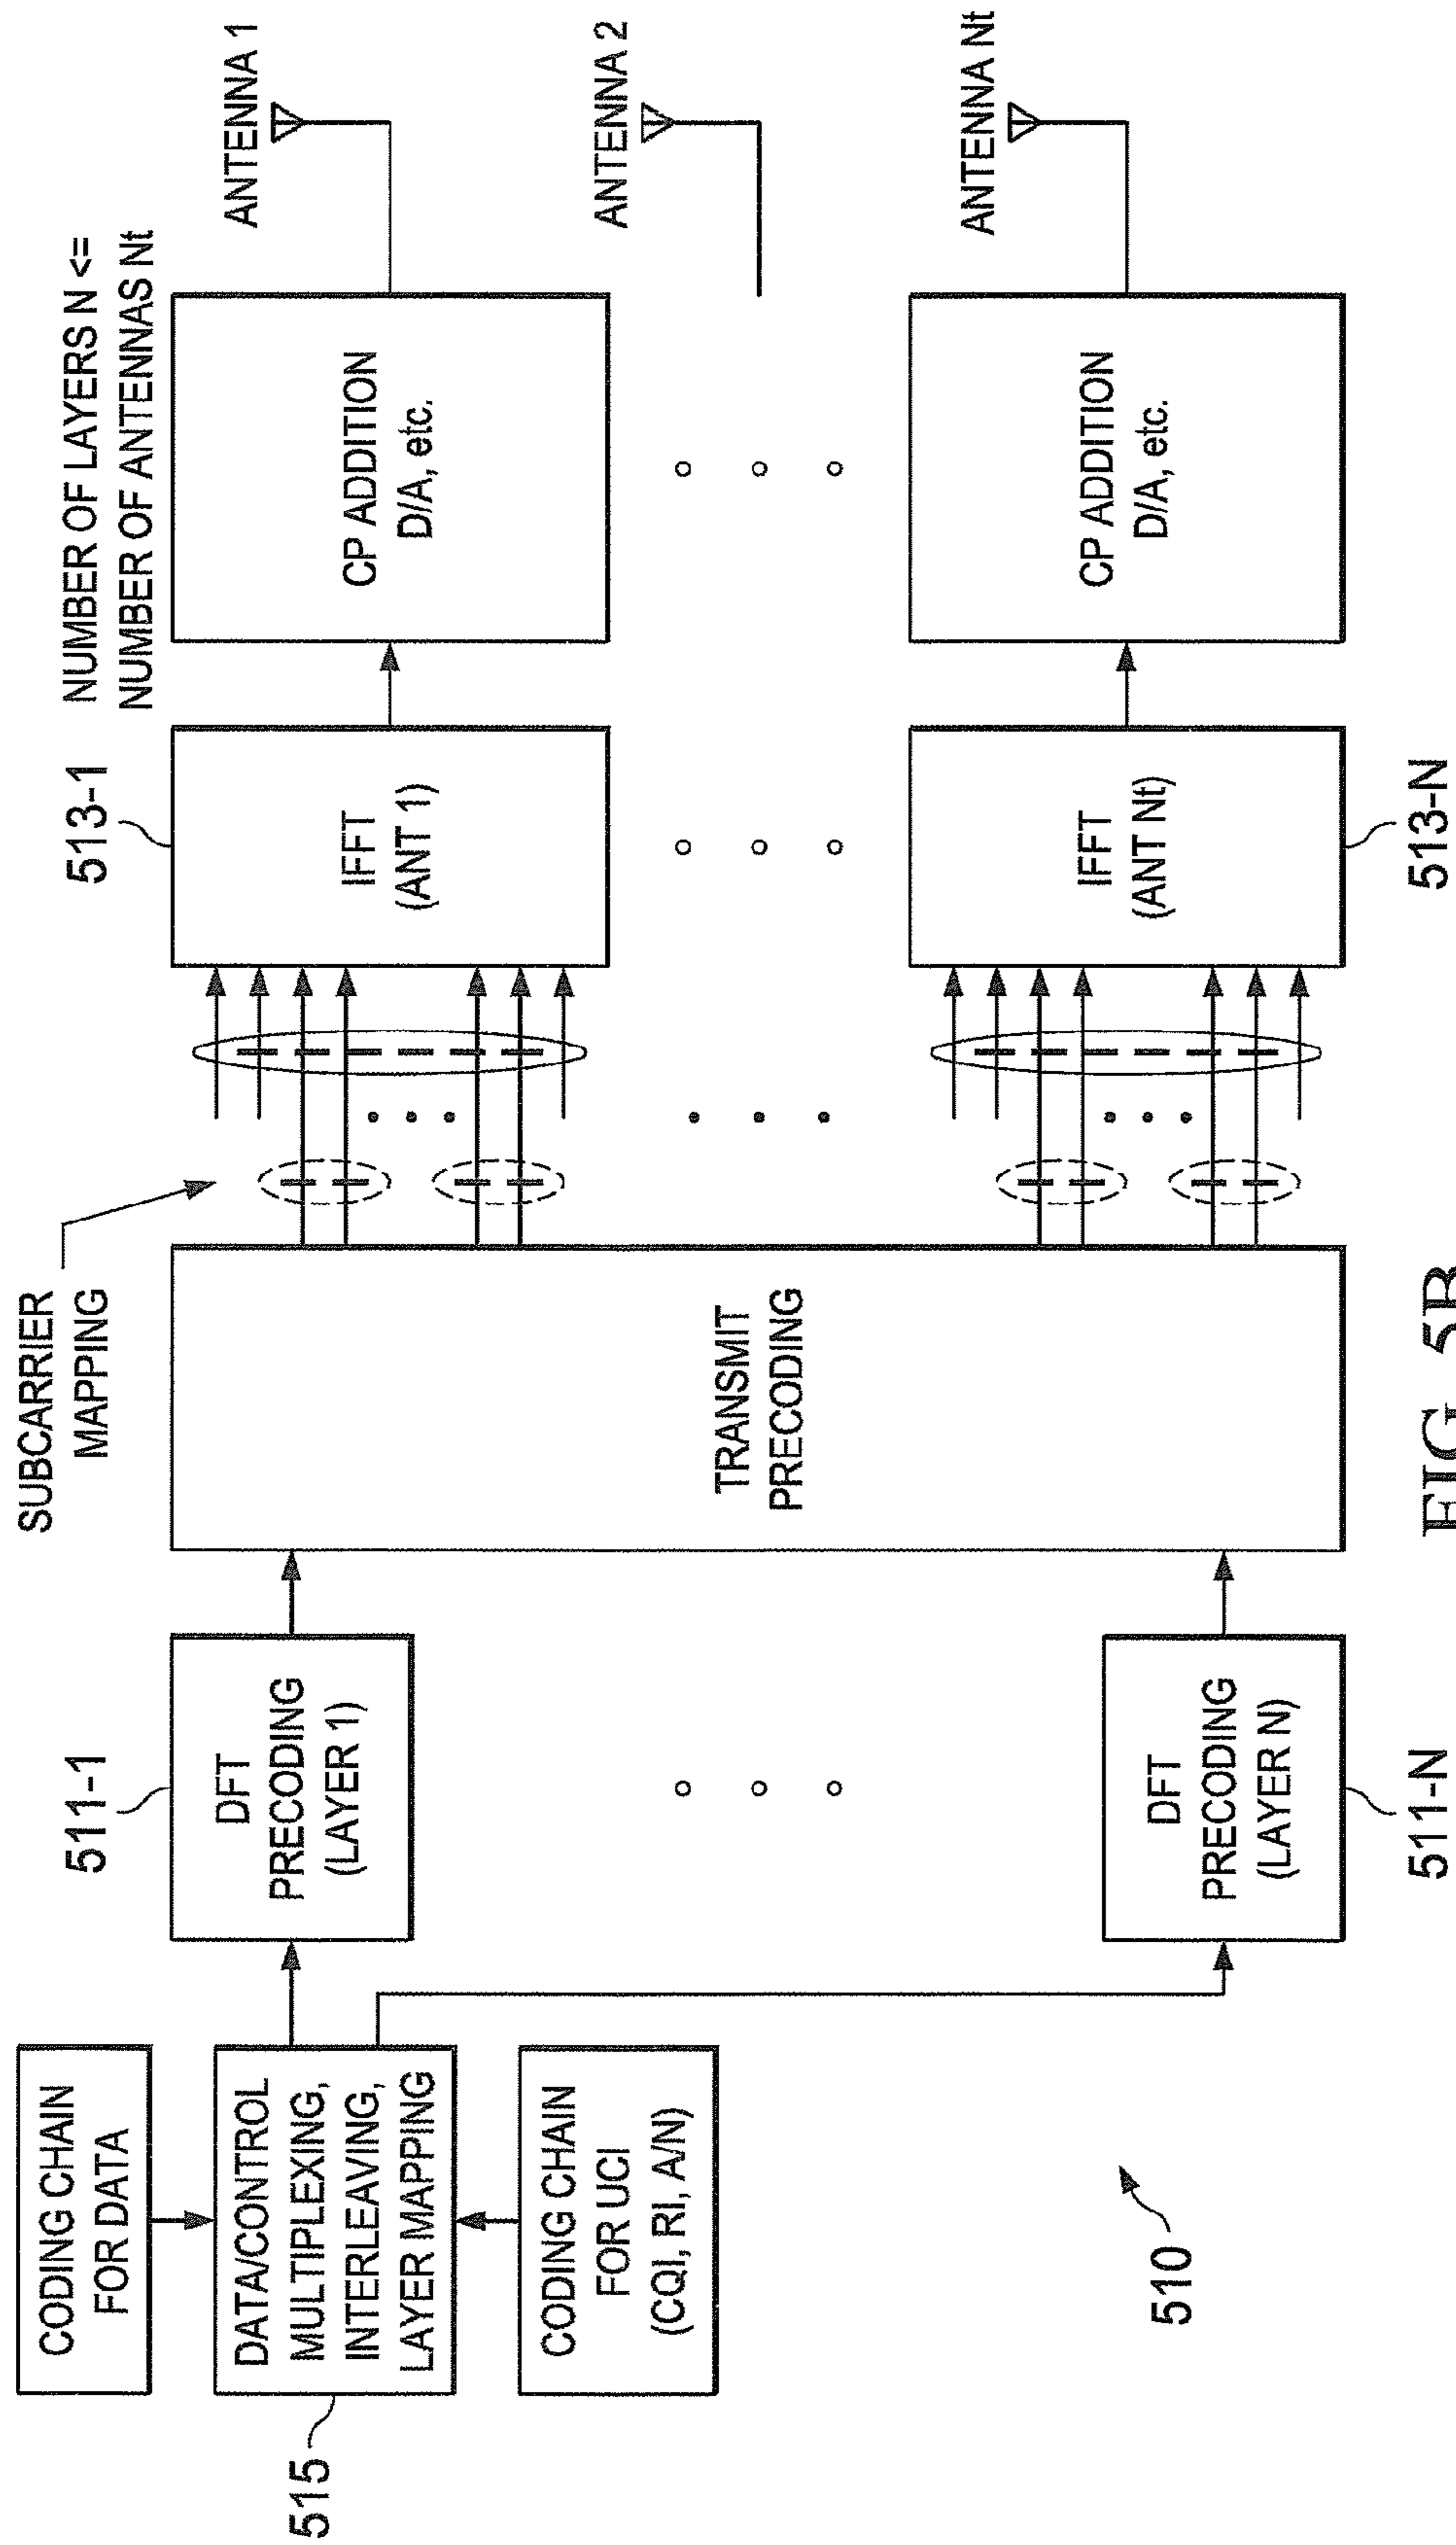 CODING CHAIN
FOR DATA
515
DATA/CONTROL
MULTIPLEXING,
INTERLEAVING,
LAYER MAPPING
CODING CHAIN
FOR UCI
(CQI, RI, A/N)
510
511-1
DFT
PRECODING
(LAYER 1)
DFT
PRECODING
(LAYER N)
511-N
TRANSMIT
PRECODING
SUBCARRIER
MAPPING
513-1
IFFT
(ANT 1)
IFFT
(ANT Nt)
513-N
NUMBER OF LAYERS N <=
NUMBER OF ANTENNAS Nt
CP ADDITION
D/A, etc.
CP ADDITION
D/A, etc.
ANTENNA 1
ANTENNA 2
ANTENNA Nt
FIG. 5B